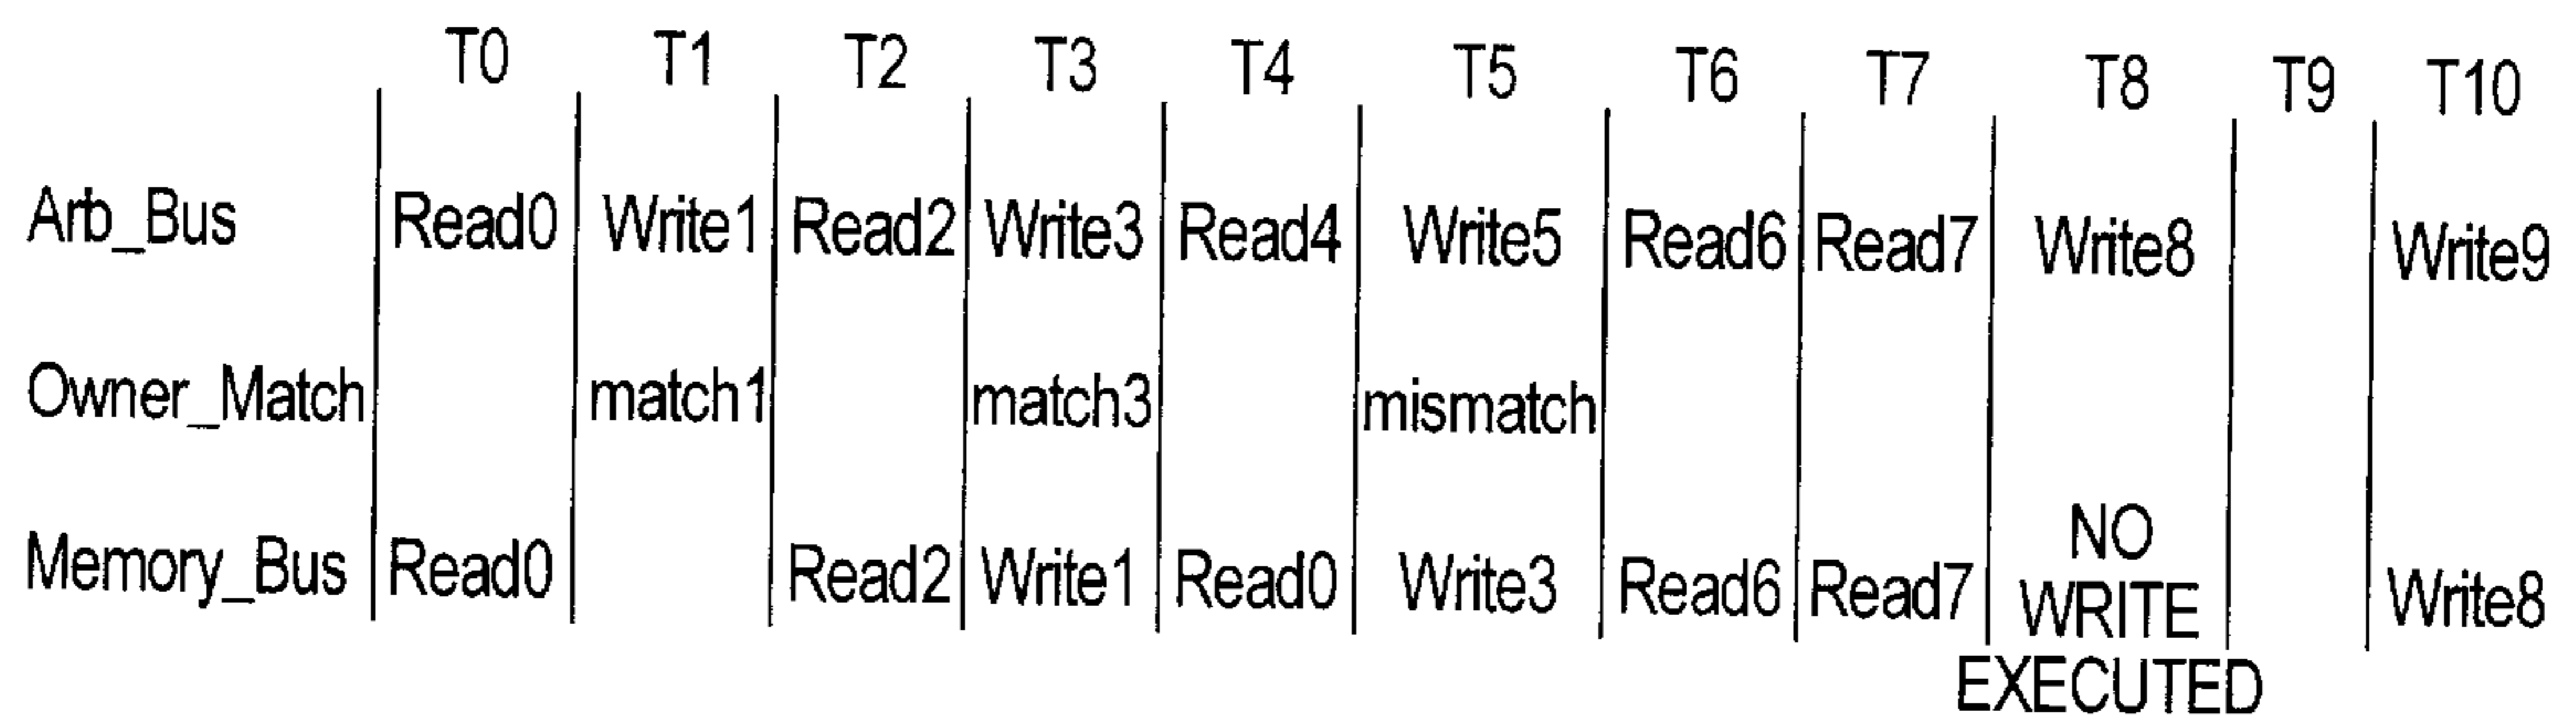 T0 T1 T2 T3 T4 T5 T6 T7 T8 T9 T10
Arb_Bus Read0 Write1 Read2 Write3 Read4 Write5 Read6 Read7 Write8 Write9
Owner_Match match1 match3 mismatch
Memory_Bus Read0 Read2 Write1 Read0 Write3 Read6 Read7 NO WRITE EXECUTED Write8